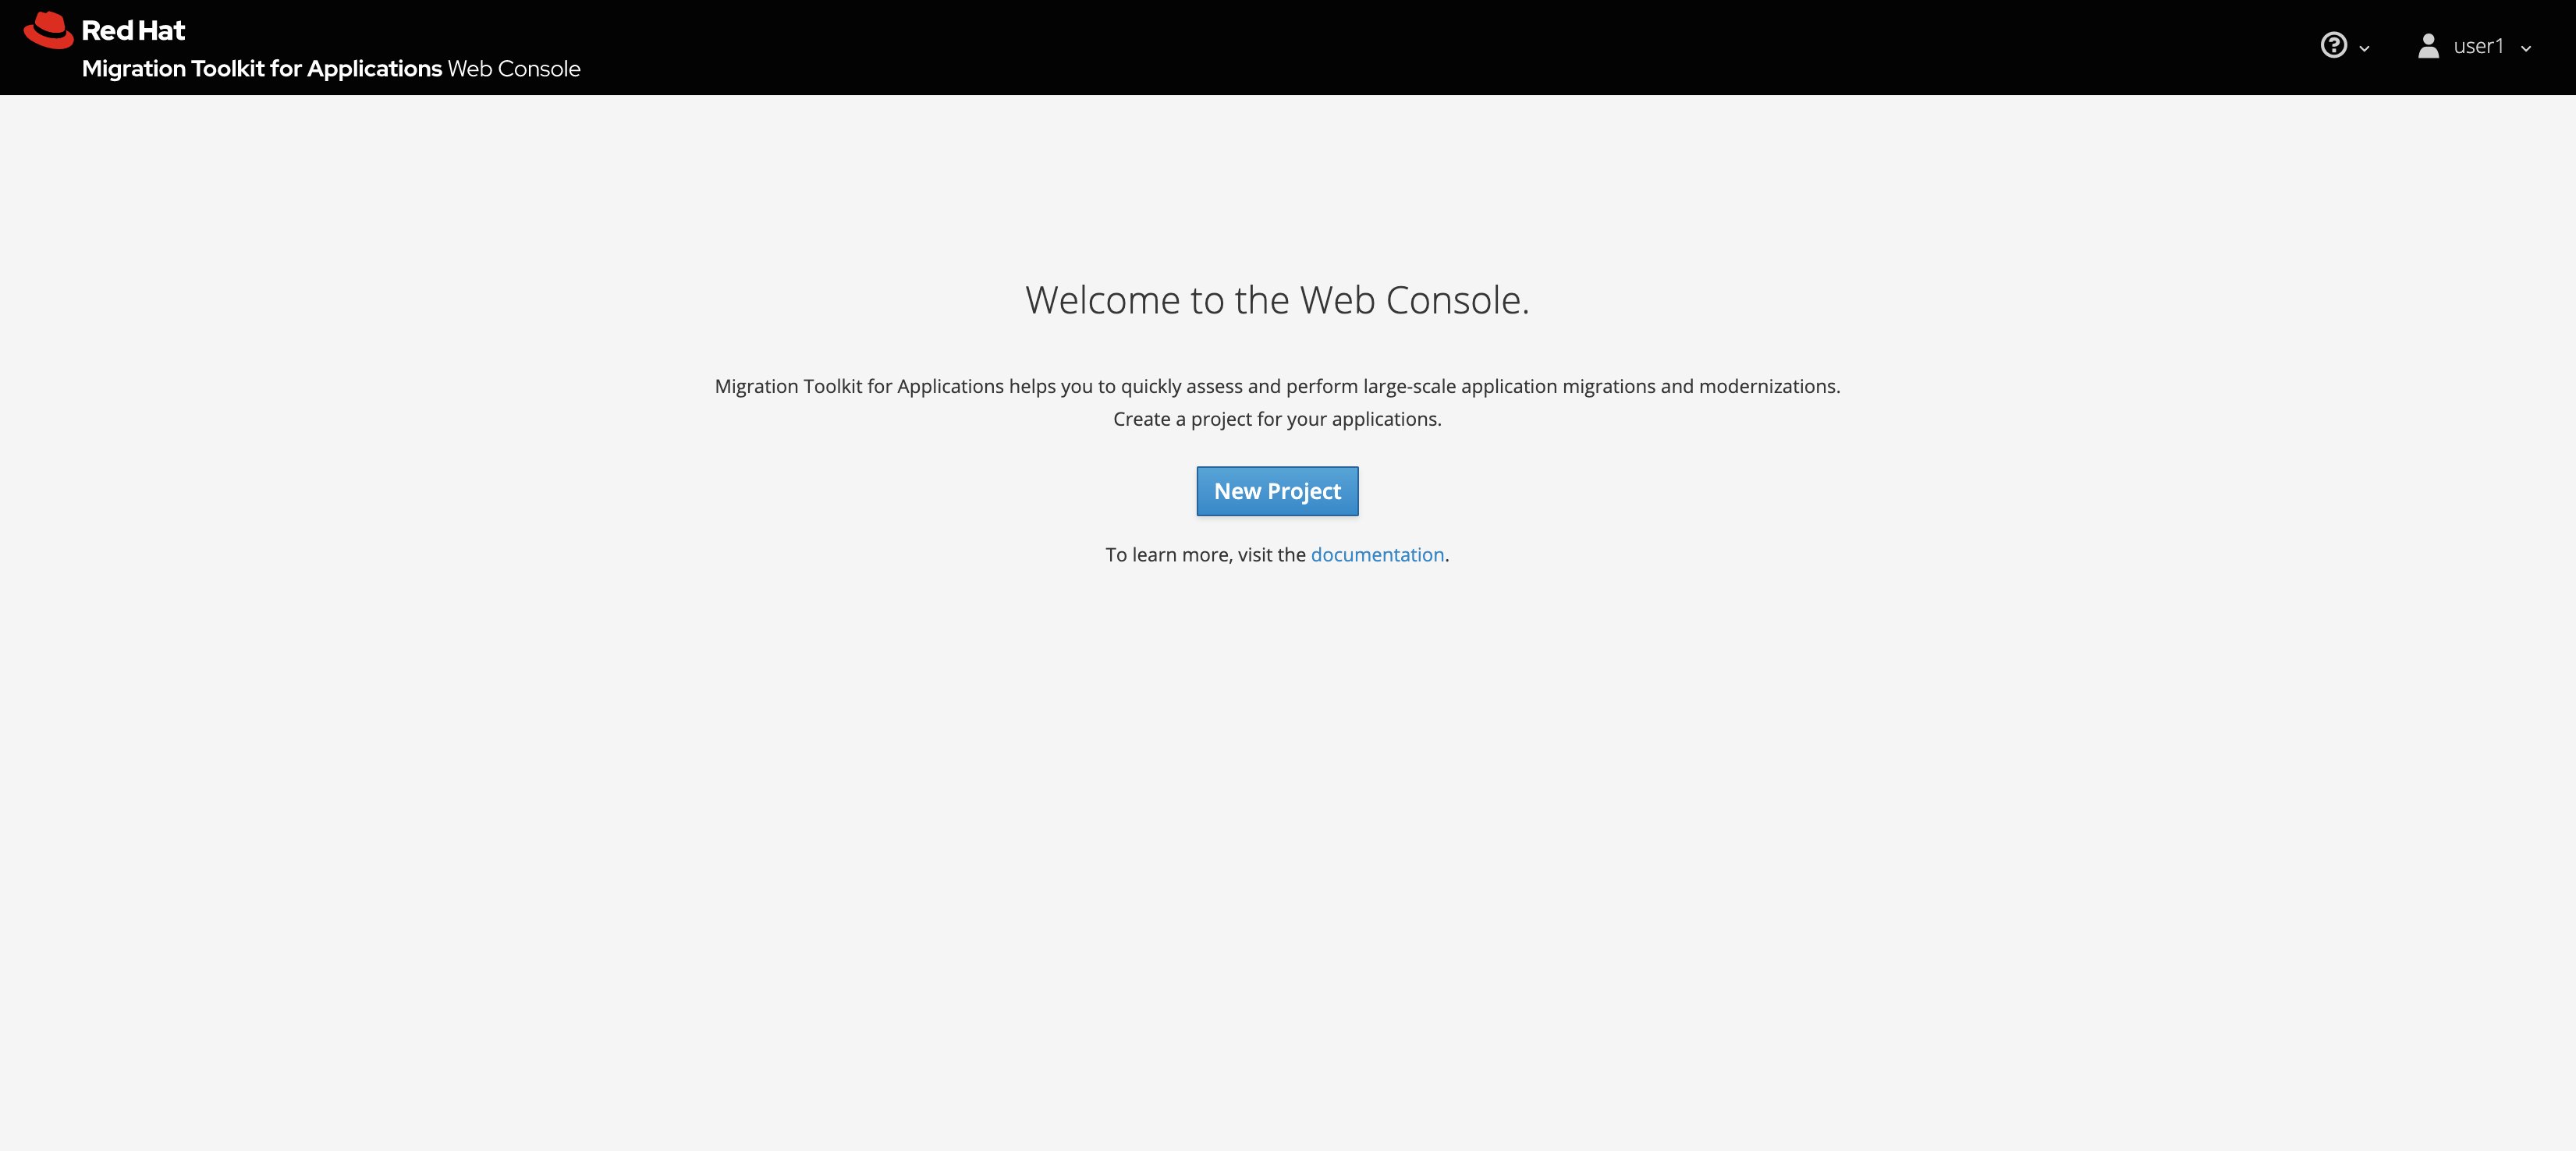 Red Hat
Migration Toolkit for Applications Web Console
user1
Welcome to the Web Console.
Migration Toolkit for Applications helps you to quickly assess and perform large-scale application migrations and modernizations.
Create a project for your applications.
New Project
To learn more, visit the documentation.